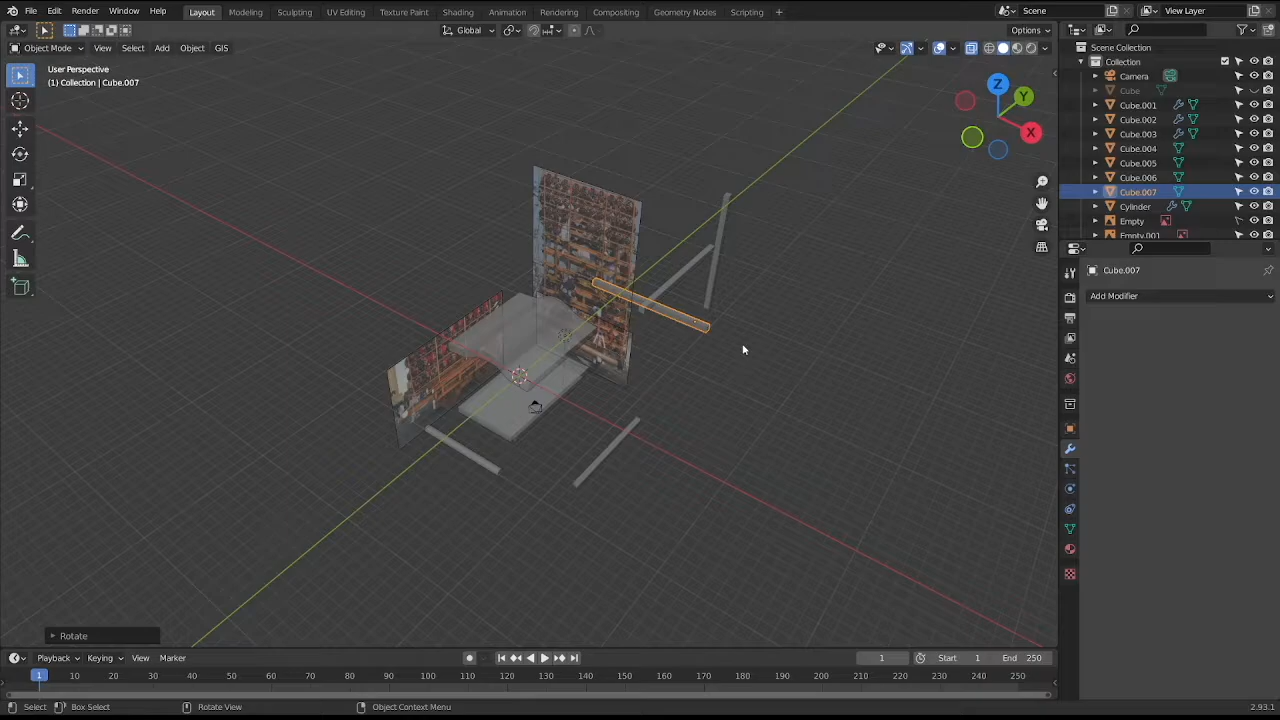 File Edit Render Window Help Layout Modeling Sculpting UV Editing Texture Paint Shading Animation Rendering Compositing Geometry Nodes Scripting + Scene View Layer
Global Options
Object Mode View Select Add Object GIS
User Perspective
(1) Collection | Cube.007
Z
Y
X
Scene Collection
Collection
Camera
Cube
Cube.001
Cube.002
Cube.003
Cube.004
Cube.005
Cube.006
Cube.007
Cylinder
Empty
Empty.001
Cube.007
Add Modifier
Rotate
Playback Keying View Marker 1 Start 1 End 250
1 10 20 30 40 50 60 70 80 90 100 110 120 130 140 150 160 170 180 190 200 210 220 230 240 250
Select Box Select Rotate View Object Context Menu 2.93.1